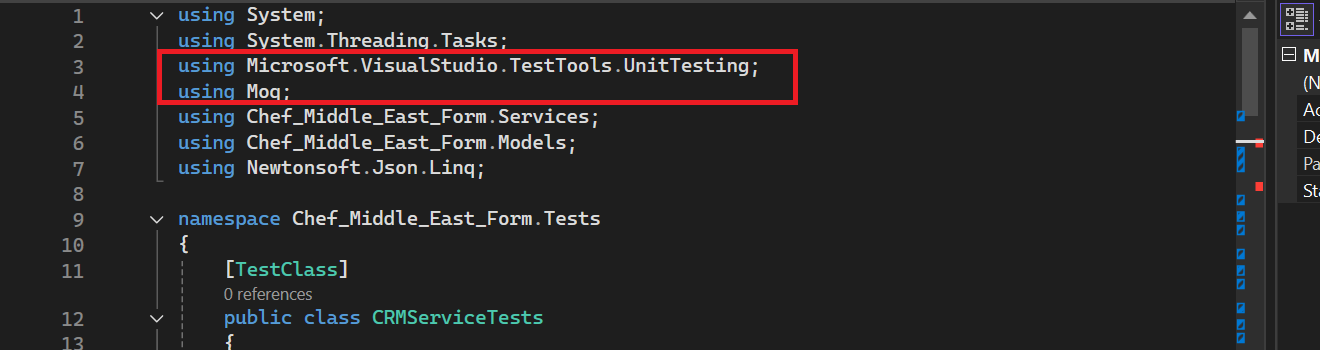 1 using System;
2 using System.Threading.Tasks;
3 using Microsoft.VisualStudio.TestTools.UnitTesting;
4 using Moq;
5 using Chef_Middle_East_Form.Services;
6 using Chef_Middle_East_Form.Models;
7 using Newtonsoft.Json.Linq;
8
9 namespace Chef_Middle_East_Form.Tests
10 {
11 [TestClass]
0 references
12 public class CRMServiceTests
13 {
M
(N
Ac
De
Pa
Sta